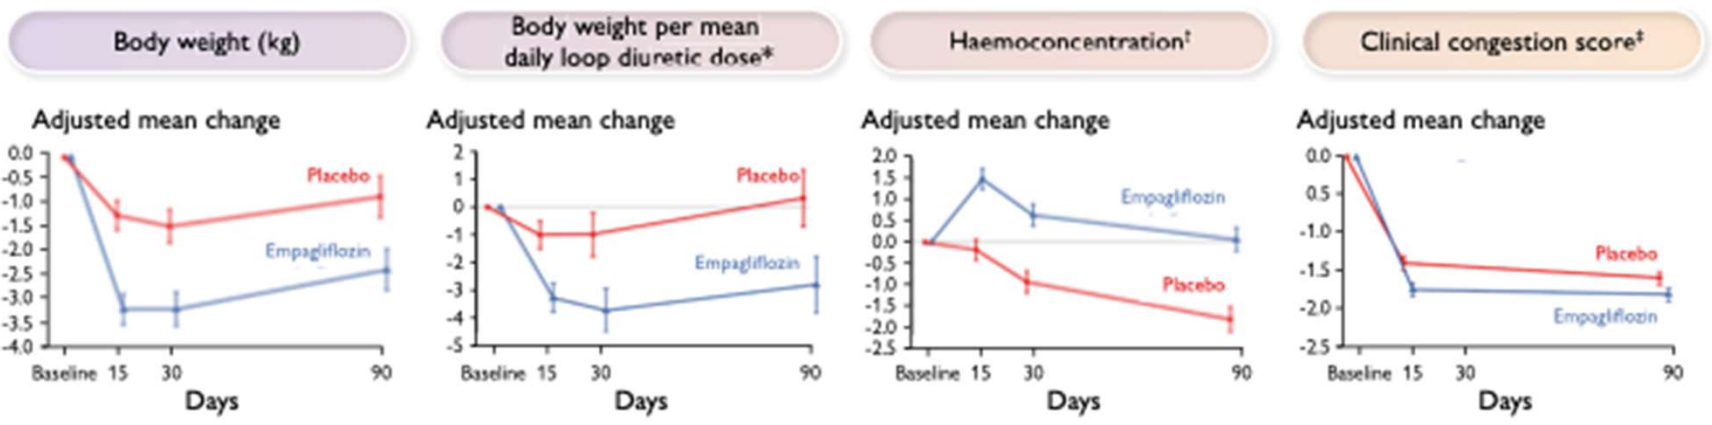 Body weight (kg)
Body weight per mean
daily loop diuretic dose*
Haemoconcentration†
Clinical congestion score‡
Adjusted mean change
0.0
-0.5
-1.0
-1.5
-2.0
-2.5
-3.0
-3.5
-4.0
Placebo
Empagliflozin
Baseline 15 30 90
Days
Adjusted mean change
2
1
0
-1
-2
-3
-4
-5
Placebo
Empagliflozin
Baseline 15 30 90
Days
Adjusted mean change
2.0
1.5
1.0
0.5
0.0
-0.5
-1.0
-1.5
-2.0
-2.5
Empagliflozin
Placebo
Baseline 15 30 90
Days
Adjusted mean change
0.0
0.5
-1.0
-1.5
-2.0
-2.5
Placebo
Empagliflozin
Baseline 15 30 90
Days